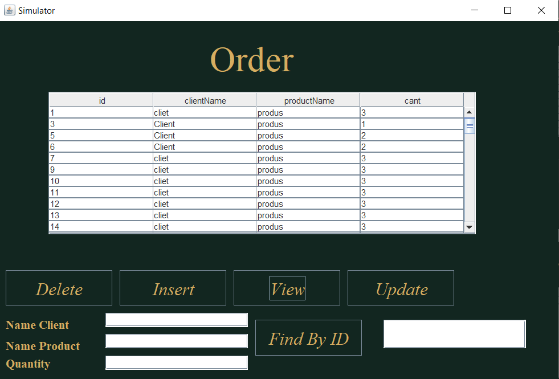 Simulator
Order
id clientName productName cant
1 cliet produs 3
3 Client produs 1
5 Client produs 2
6 Client produs 2
7 cliet produs 3
9 cliet produs 3
10 cliet produs 3
11 cliet produs 3
12 cliet produs 3
13 cliet produs 3
14 cliet produs 3
Delete Insert View Update
Name Client
Find By ID
Name Product
Quantity